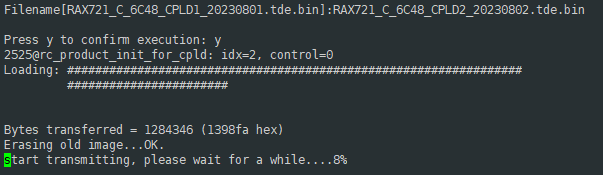 Filename[RAX721_C_6C48_CPLD1_20230801.tde.bin]:RAX721_C_6C48_CPLD2_20230802.tde.bin
Press y to confirm execution: y
2525@rc_product_init_for_cpld: idx=2, control=0
Loading: #################################################################
#######################
Bytes transferred = 1284346 (1398fa hex)
Erasing old image...OK.
start transmitting, please wait for a while....8%